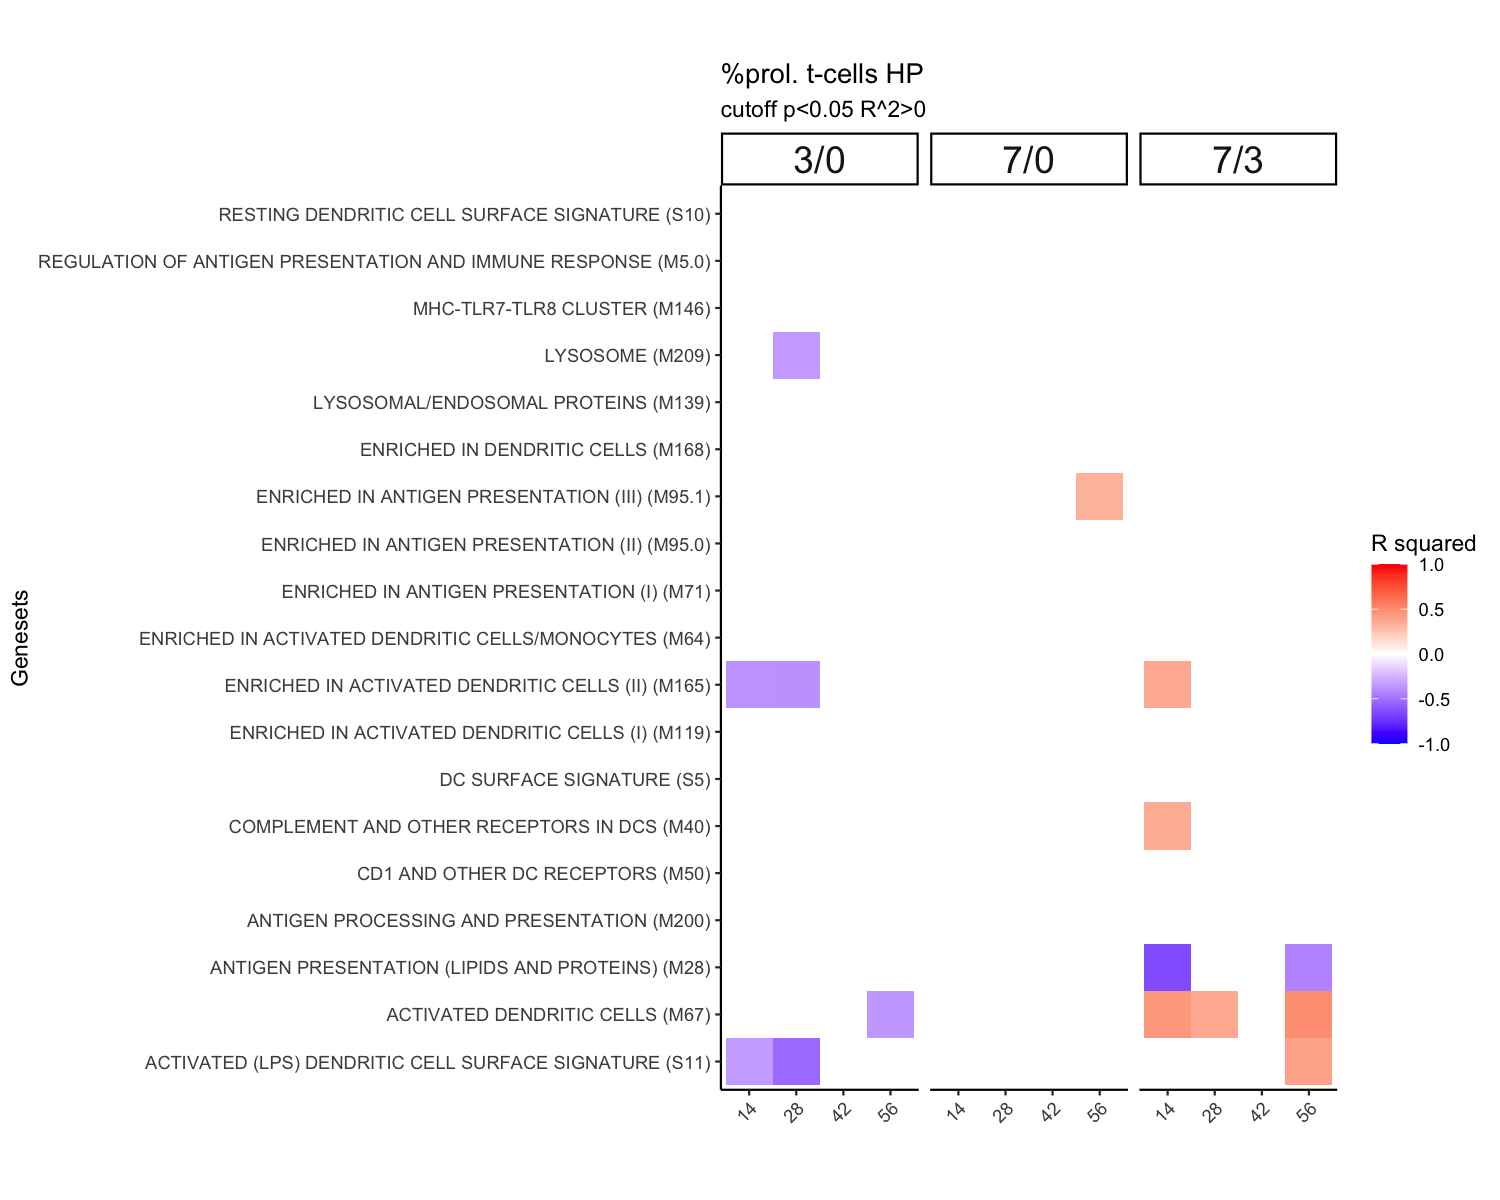 %prol. t-cells HP
cutoff p<0.05 R^2>0
3/0 7/0 7/3
RESTING DENDRITIC CELL SURFACE SIGNATURE (S10)
REGULATION OF ANTIGEN PRESENTATION AND IMMUNE RESPONSE (M5.0)
MHC-TLR7-TLR8 CLUSTER (M146)
LYSOSOME (M209)
LYSOSOMAL/ENDOSOMAL PROTEINS (M139)
ENRICHED IN DENDRITIC CELLS (M168)
ENRICHED IN ANTIGEN PRESENTATION (III) (M95.1)
ENRICHED IN ANTIGEN PRESENTATION (II) (M95.0)
ENRICHED IN ANTIGEN PRESENTATION (I) (M71)
ENRICHED IN ACTIVATED DENDRITIC CELLS/MONOCYTES (M64)
ENRICHED IN ACTIVATED DENDRITIC CELLS (II) (M165)
ENRICHED IN ACTIVATED DENDRITIC CELLS (I) (M119)
DC SURFACE SIGNATURE (S5)
COMPLEMENT AND OTHER RECEPTORS IN DCS (M40)
CD1 AND OTHER DC RECEPTORS (M50)
ANTIGEN PROCESSING AND PRESENTATION (M200)
ANTIGEN PRESENTATION (LIPIDS AND PROTEINS) (M28)
ACTIVATED DENDRITIC CELLS (M67)
ACTIVATED (LPS) DENDRITIC CELL SURFACE SIGNATURE (S11)
Genesets
14 28 42 56 14 28 42 56 14 28 42 56
R squared
1.0
0.5
0.0
-0.5
-1.0